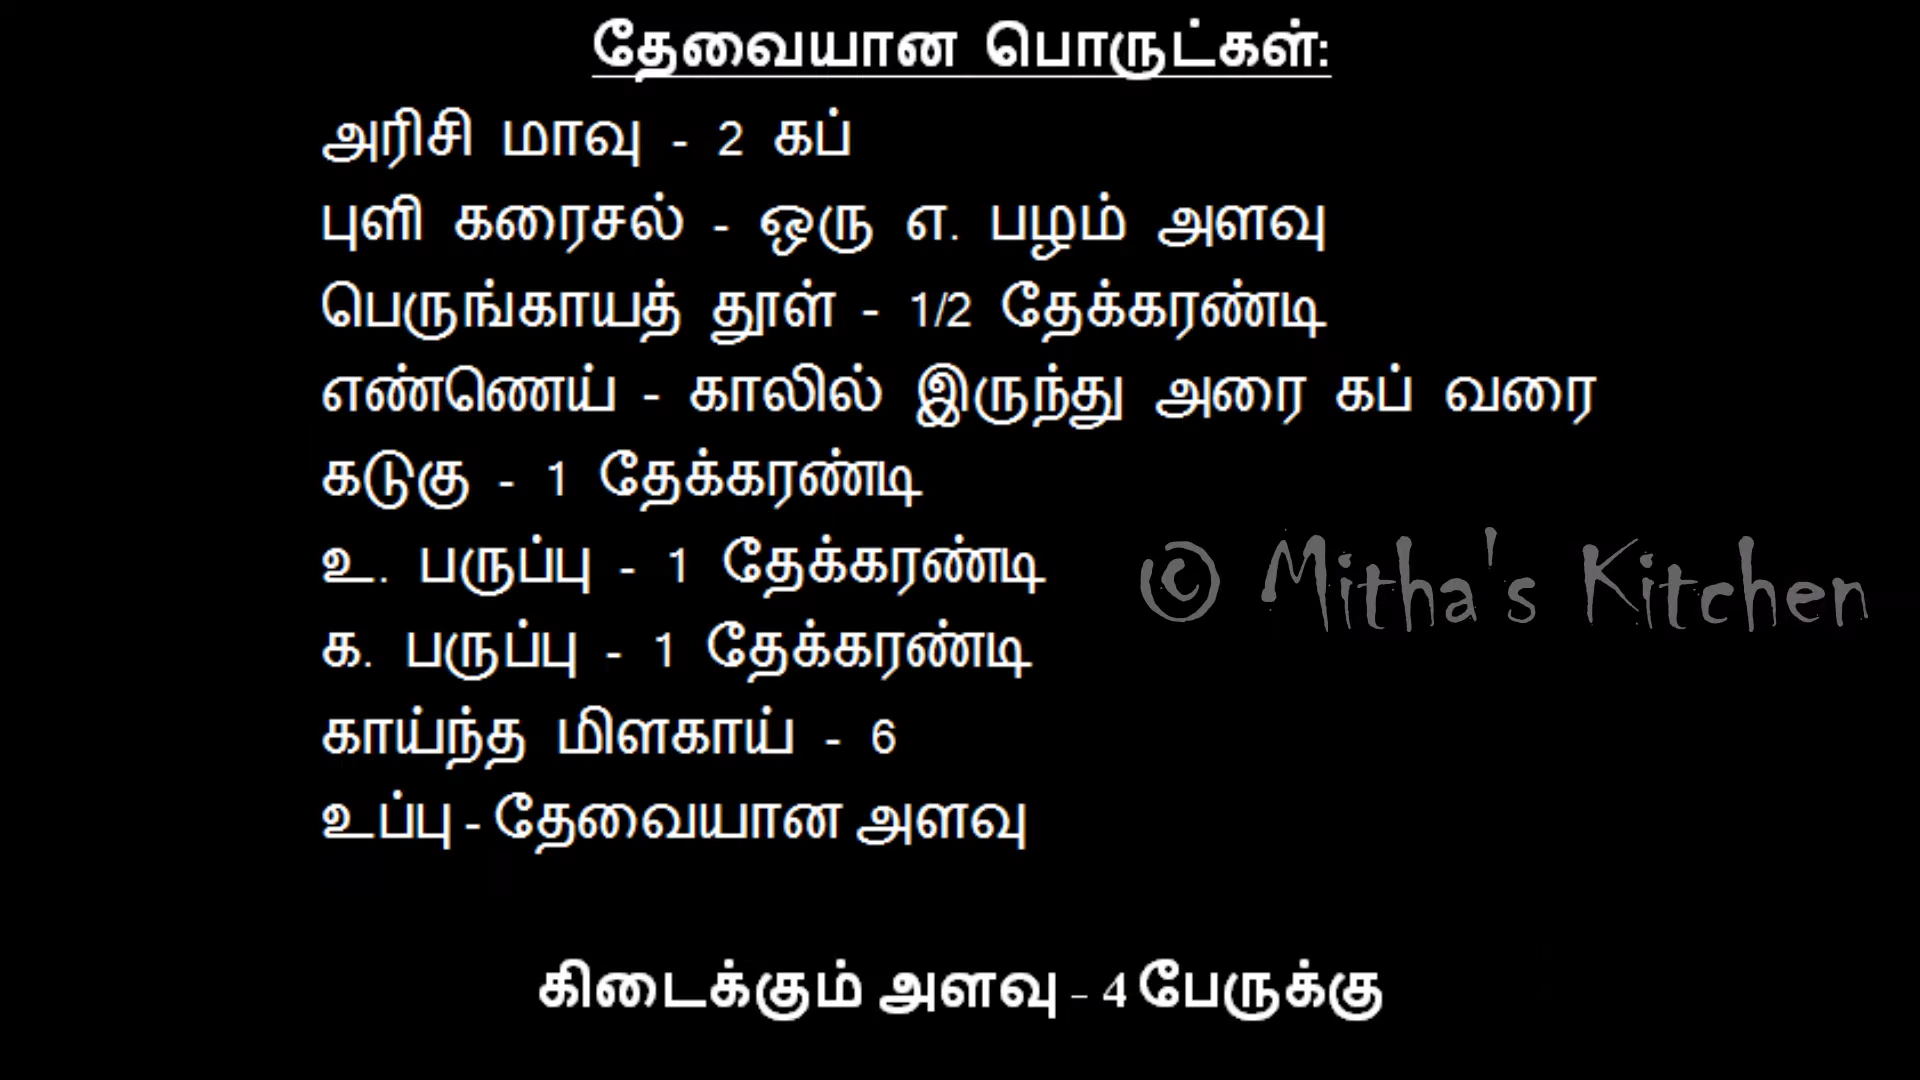 தேவையான பொருட்கள்:
அரிசி மாவு - 2 கப்
புளி கரைசல் - ஒரு எ. பழம் அளவு
பெருங்காயத் தூள் - 1/2 தேக்கரண்டி
எண்ணெய் - காலில் இருந்து அரை கப் வரை
கடுகு - 1 தேக்கரண்டி
உ. பருப்பு - 1 தேக்கரண்டி
© Mitha's Kitchen
க. பருப்பு - 1 தேக்கரண்டி
காய்ந்த மிளகாய் - 6
உப்பு - தேவையான அளவு
கிடைக்கும் அளவு - 4 பேருக்கு